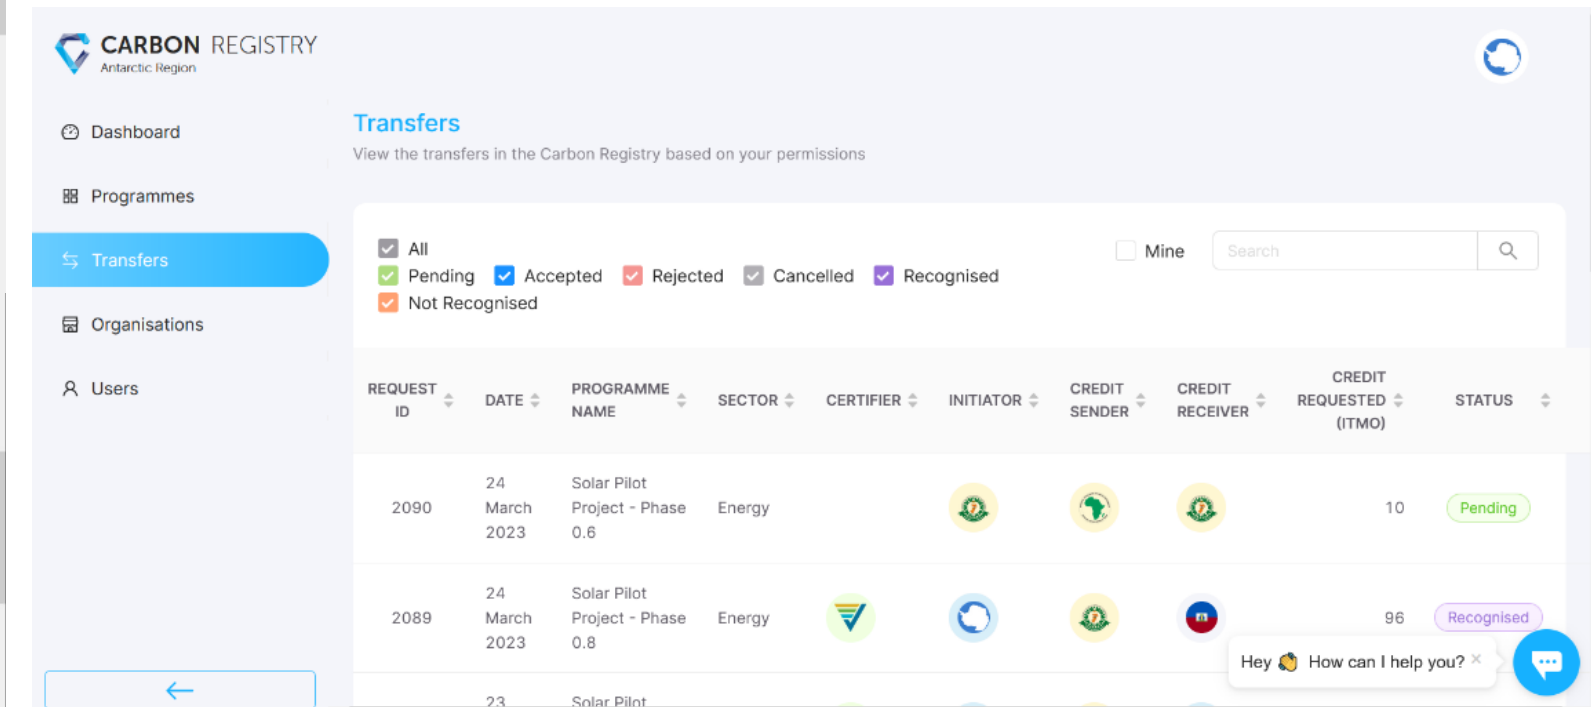 CARBON REGISTRY
Antarctic Region
Dashboard
Programmes
Transfers
Organisations
Users
Transfers
View the transfers in the Carbon Registry based on your permissions
All
Pending Accepted Rejected Cancelled Recognised
Not Recognised
Mine
Search
REQUEST ID
DATE
PROGRAMME NAME
SECTOR
CERTIFIER
INITIATOR
CREDIT SENDER
CREDIT RECEIVER
CREDIT REQUESTED (ITMO)
STATUS
2090
24 March 2023
Solar Pilot Project - Phase 0.6
Energy
10
Pending
2089
24 March 2023
Solar Pilot Project - Phase 0.8
Energy
96
Recognised
23
Solar Pilot
Hey 👏 How can I help you?